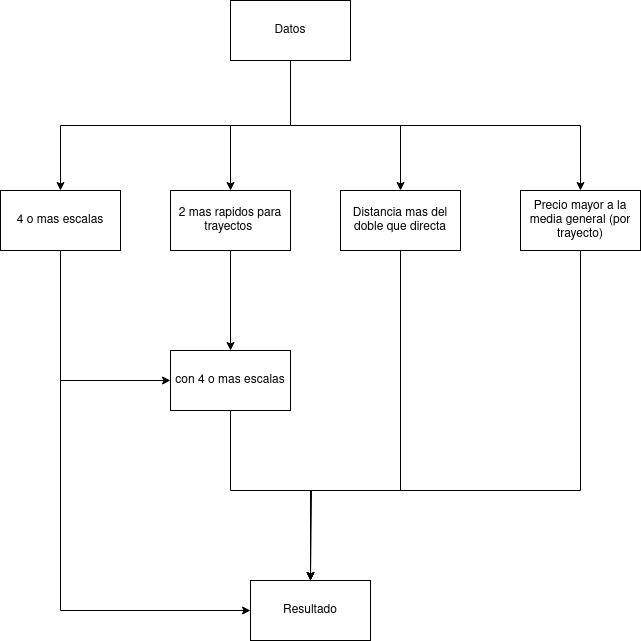 Datos
4 o mas escalas
2 mas rapidos para
trayectos
Distancia mas del
doble que directa
Precio mayor a la
media general (por
trayecto)
con 4 o mas escalas
Resultado